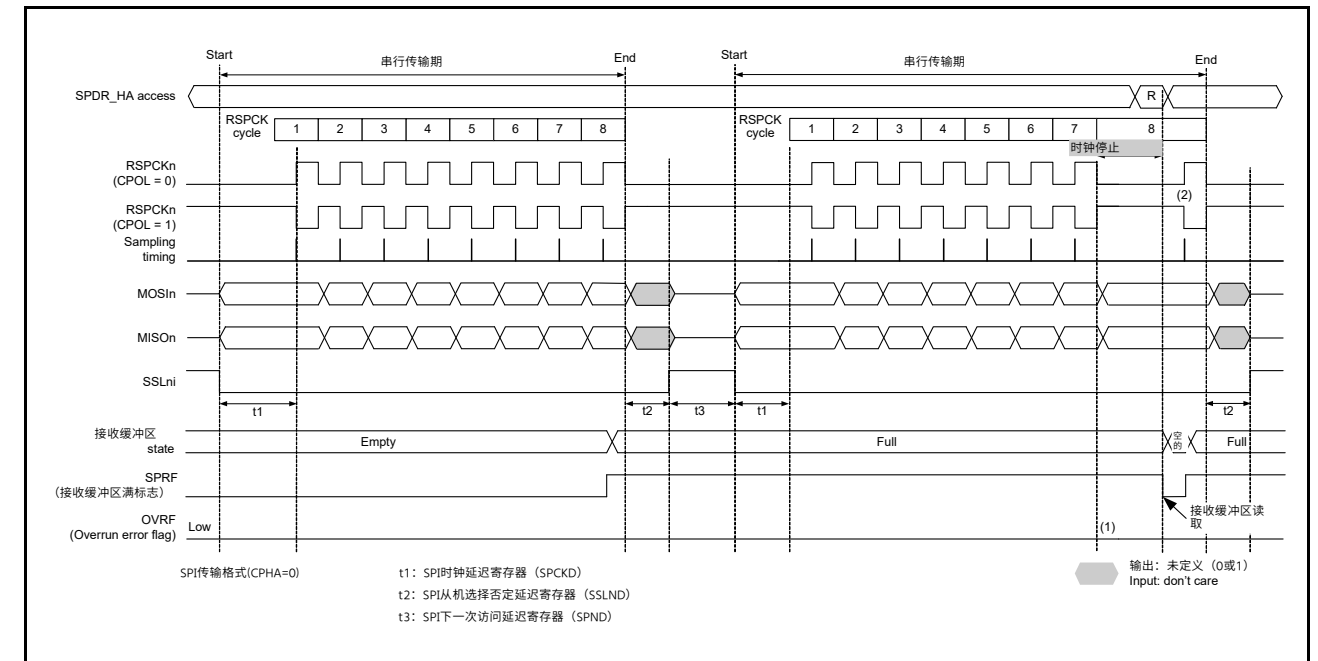 Start 串行传输期 End Start 串行传输期 End
SPDR_HA access R
RSPCK cycle 1 2 3 4 5 6 7 8 RSPCK cycle 1 2 3 4 5 6 7 8
时钟停止
RSPCKn
(CPOL = 0)
(2)
RSPCKn
(CPOL = 1)
Sampling
timing
MOSIn
MISOn
SSLni
t1 t2 t3 t1 t2
接收缓冲区
state Empty Full 空的 Full
SPRF
(接收缓冲区满标志)
接收缓冲区读
取
OVRF
(Overrun error flag) Low (1)
SPI传输格式(CPHA=0)
t1：SPI时钟延迟寄存器（SPCKD）
t2：SPI从机选择否定延迟寄存器（SSLND）
t3：SPI下一次访问延迟寄存器（SPND）
输出：未定义（0或1）
Input: don't care